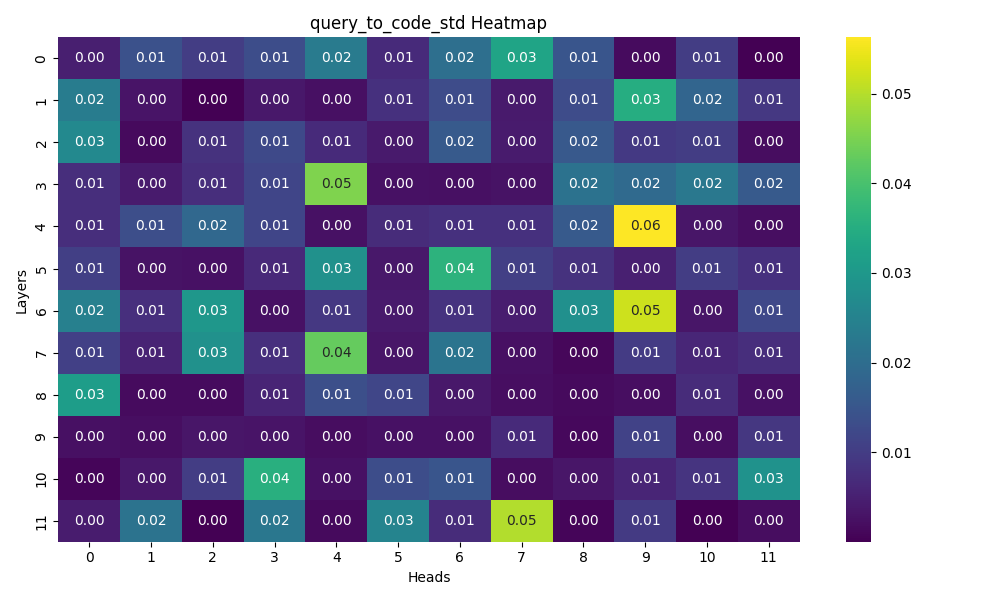 query_to_code_std Heatmap
0 0.00 0.01 0.01 0.01 0.02 0.01 0.02 0.03 0.01 0.00 0.01 0.00
1 0.02 0.00 0.00 0.00 0.00 0.01 0.01 0.00 0.01 0.03 0.02 0.01
2 0.03 0.00 0.01 0.01 0.01 0.00 0.02 0.00 0.02 0.01 0.01 0.00
3 0.01 0.00 0.01 0.01 0.05 0.00 0.00 0.00 0.02 0.02 0.02 0.02
4 0.01 0.01 0.02 0.01 0.00 0.01 0.01 0.01 0.02 0.06 0.00 0.00
5 0.01 0.00 0.00 0.01 0.03 0.00 0.04 0.01 0.01 0.00 0.01 0.01
6 0.02 0.01 0.03 0.00 0.01 0.00 0.01 0.00 0.03 0.05 0.00 0.01
7 0.01 0.01 0.03 0.01 0.04 0.00 0.02 0.00 0.00 0.01 0.01 0.01
8 0.03 0.00 0.00 0.01 0.01 0.01 0.00 0.00 0.00 0.00 0.01 0.00
9 0.00 0.00 0.00 0.00 0.00 0.00 0.00 0.01 0.00 0.01 0.00 0.01
10 0.00 0.00 0.01 0.04 0.00 0.01 0.01 0.00 0.00 0.01 0.01 0.03
11 0.00 0.02 0.00 0.02 0.00 0.03 0.01 0.05 0.00 0.01 0.00 0.00
0 1 2 3 4 5 6 7 8 9 10 11
Heads
Layers
0.05
0.04
0.03
0.02
0.01